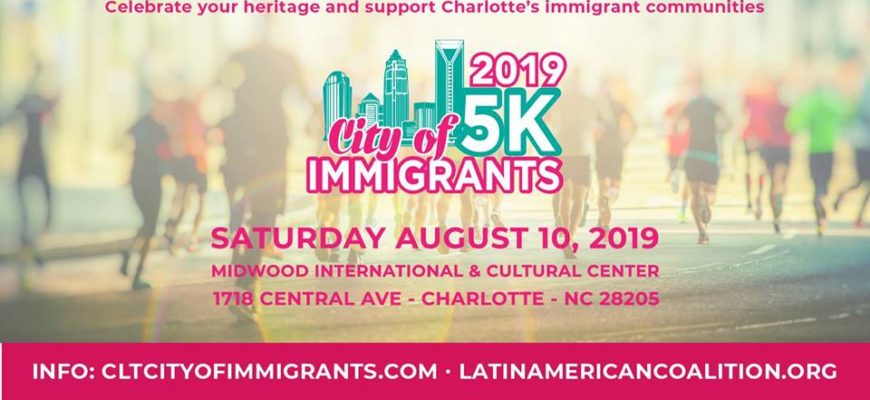 Celebrate your heritage and support Charlotte's immigrant communities
2019
City of 5K
IMMIGRANTS
SATURDAY AUGUST 10, 2019
MIDWOOD INTERNATIONAL & CULTURAL CENTER
1718 CENTRAL AVE - CHARLOTTE - NC 28205
INFO: CLTCITYOFIMMIGRANTS.COM · LATINAMERICANCOALITION.ORG